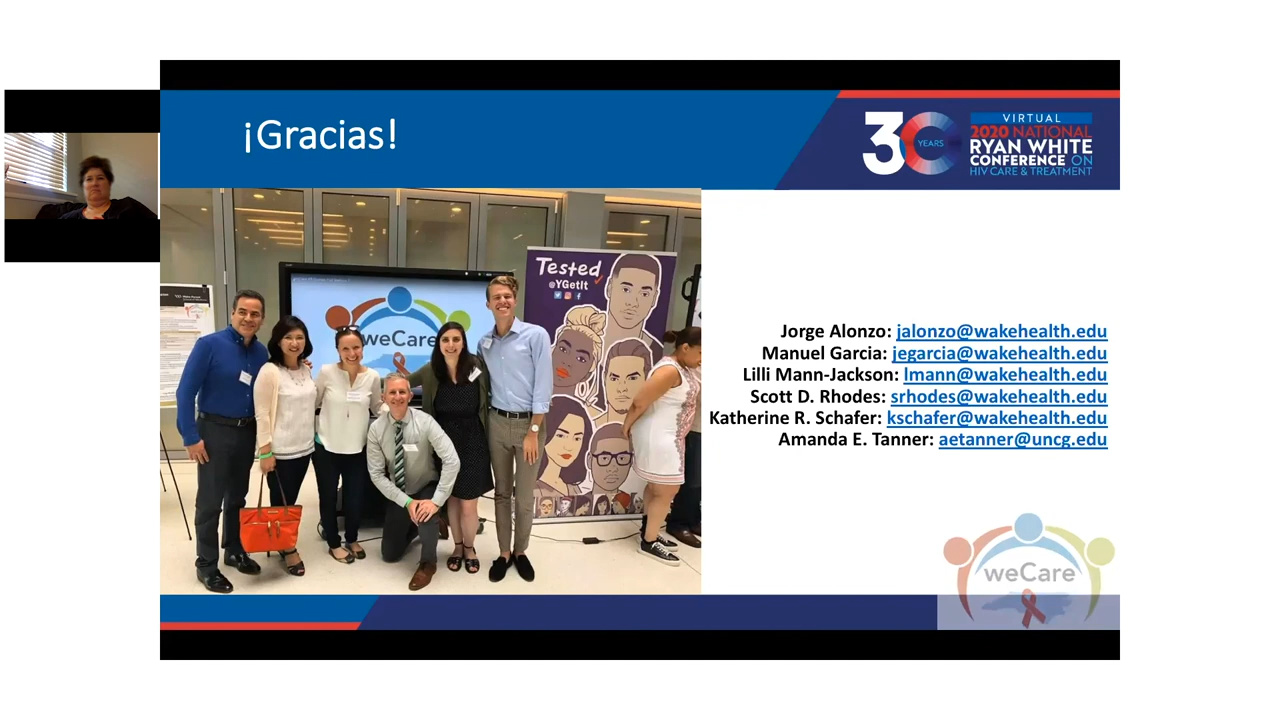 ¡Gracias!
30 YEARS
VIRTUAL
2020 NATIONAL
RYAN WHITE
CONFERENCE ON
HIV CARE & TREATMENT
weCare
Tested
@YGetIt
Jorge Alonzo: jalonzo@wakehealth.edu
Manuel Garcia: jegarcia@wakehealth.edu
Lilli Mann-Jackson: lmann@wakehealth.edu
Scott D. Rhodes: srhodes@wakehealth.edu
Katherine R. Schafer: kschafer@wakehealth.edu
Amanda E. Tanner: aetanner@uncg.edu
weCare